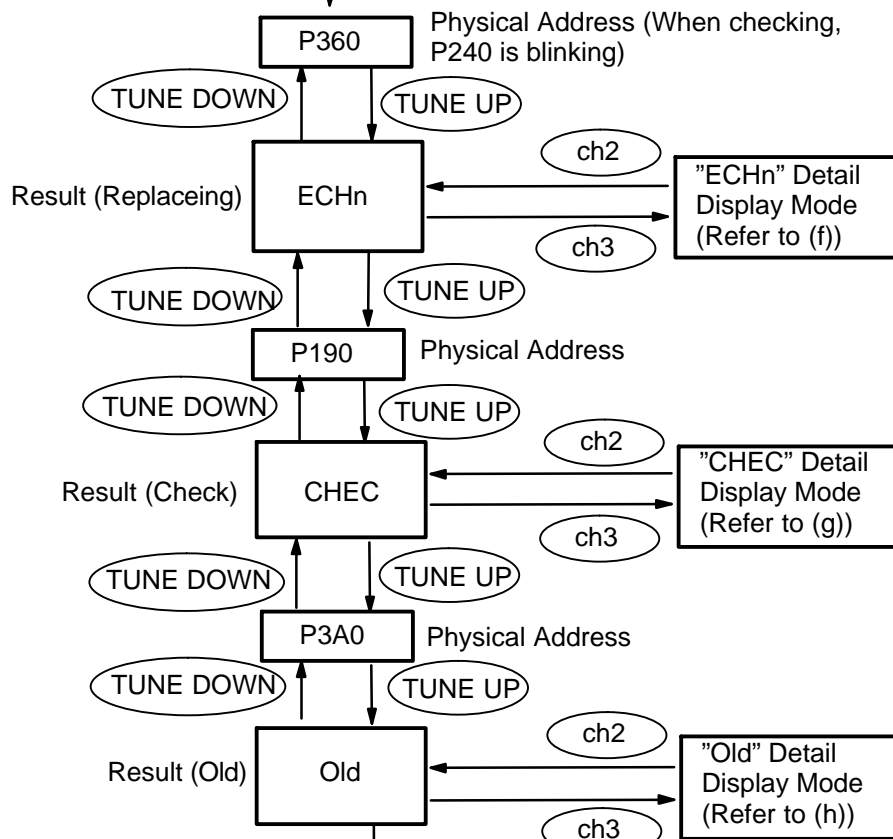 Physical Address (When checking,
P360
P240 is blinking)
TUNE DOWN
TUNE UP
ch2
Result (Replaceing)
ECHn
”ECHn” Detail
Display Mode
(Refer to (f))
ch3
TUNE DOWN
TUNE UP
P190
Physical Address
TUNE DOWN
TUNE UP
ch2
Result (Check)
CHEC
”CHEC” Detail
Display Mode
(Refer to (g))
ch3
TUNE DOWN
TUNE UP
P3A0
Physical Address
TUNE DOWN
TUNE UP
ch2
Result (Old)
Old
”Old” Detail
Display Mode
(Refer to (h))
ch3